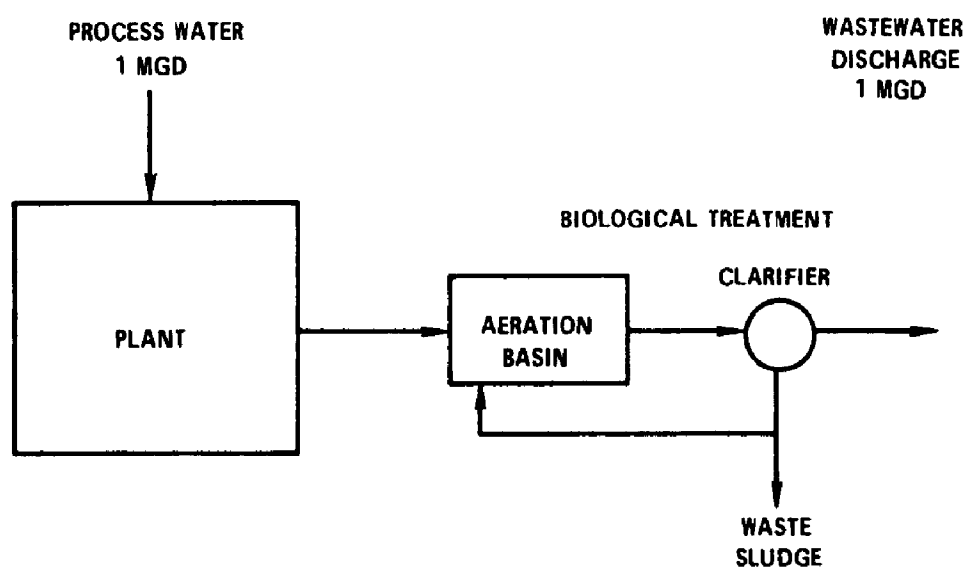 PROCESS WATER
1 MGD
WASTEWATER
DISCHARGE
1 MGD
BIOLOGICAL TREATMENT
CLARIFIER
PLANT
AERATION
BASIN
WASTE
SLUDGE